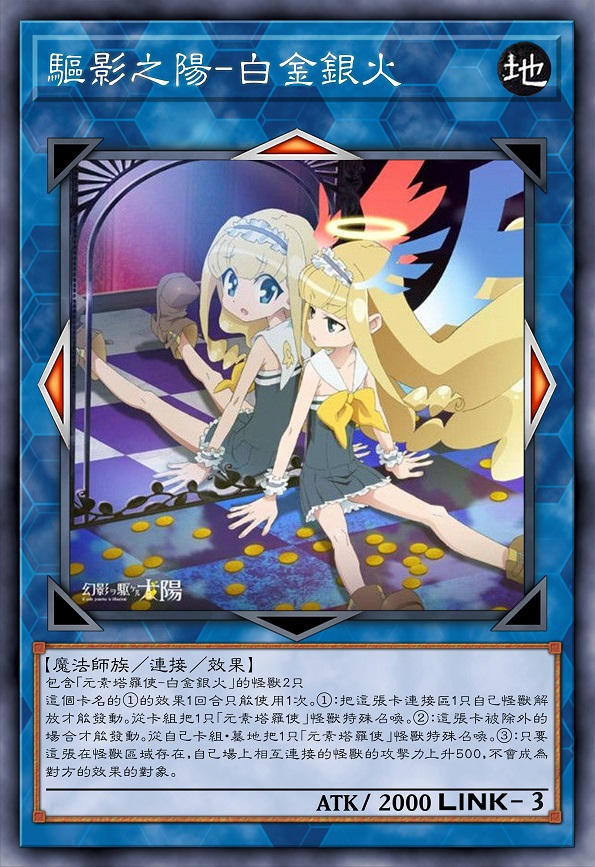 驅影之陽-白金銀火
地
幻影ヲ駆ケル太陽
【魔法師族／連接／效果】
包含「元素塔羅使-白金銀火」的怪獸2只
這個卡名的①的效果1回合只能使用1次。①:把這張卡連接區1只自己怪獸解
放才能發動。從卡組把1只「元素塔羅使」怪獸特殊召喚。②:這張卡被除外的
場合才能發動。從自己卡組·墓地把1只「元素塔羅使」怪獸特殊召喚。③:只要
這張在怪獸區域存在,自己場上相互連接的怪獸的攻擊力上升500,不會成為
對方的效果的對象。
ATK/ 2000 LINK- 3